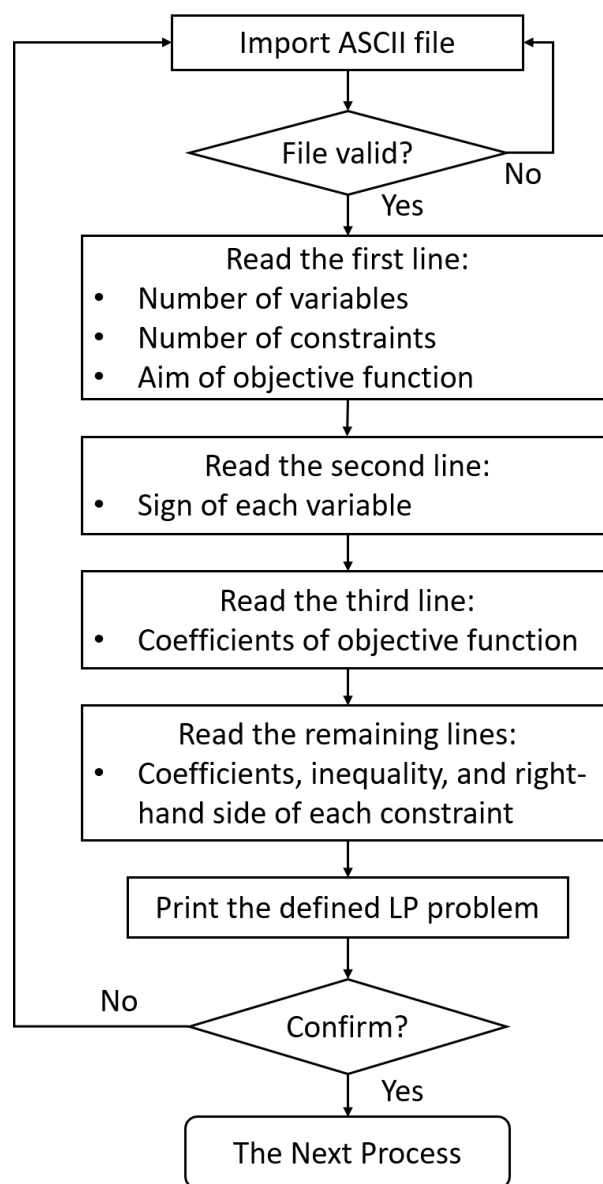 Import ASCII file
File valid?
No
Yes
Read the first line:
• Number of variables
• Number of constraints
• Aim of objective function
Read the second line:
• Sign of each variable
Read the third line:
• Coefficients of objective function
Read the remaining lines:
• Coefficients, inequality, and right-
hand side of each constraint
Print the defined LP problem
No
Confirm?
Yes
The Next Process